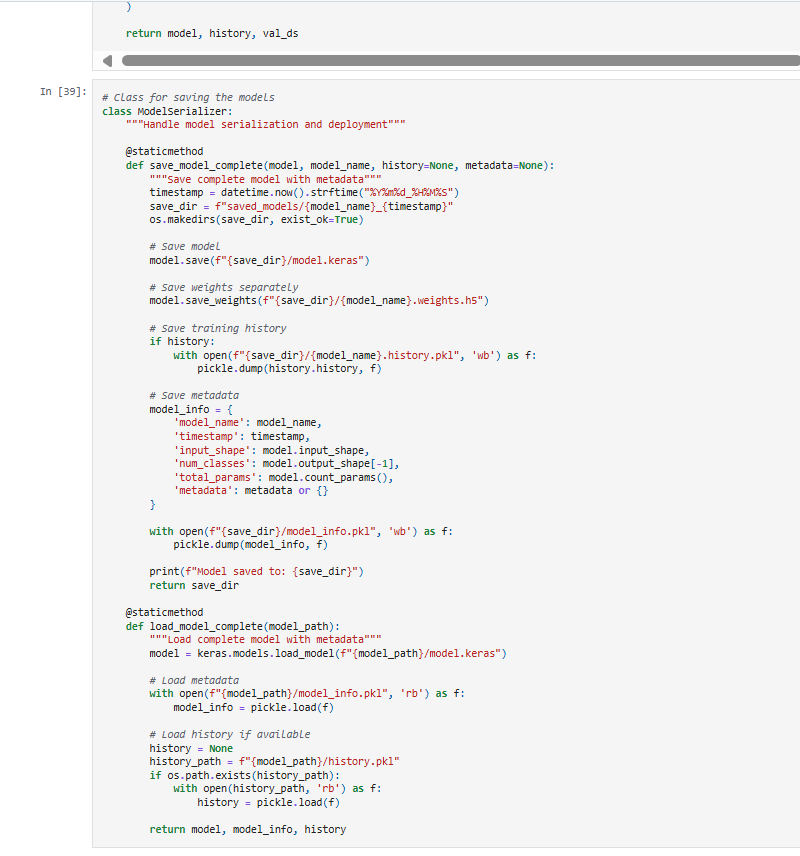 )
return model, history, val_ds
In [39]:
# Class for saving the models
class ModelSerializer:
"""Handle model serialization and deployment"""
@staticmethod
def save_model_complete(model, model_name, history=None, metadata=None):
"""Save complete model with metadata"""
timestamp = datetime.now().strftime("%Y%m%d_%H%M%S")
save_dir = f"saved_models/{model_name}_{timestamp}"
os.makedirs(save_dir, exist_ok=True)
# Save model
model.save(f"{save_dir}/model.keras")
# Save weights separately
model.save_weights(f"{save_dir}/{model_name}.weights.h5")
# Save training history
if history:
with open(f"{save_dir}/{model_name}.history.pkl", 'wb') as f:
pickle.dump(history.history, f)
# Save metadata
model_info = {
'model_name': model_name,
'timestamp': timestamp,
'input_shape': model.input_shape,
'num_classes': model.output_shape[-1],
'total_params': model.count_params(),
'metadata': metadata or {}
}
with open(f"{save_dir}/model_info.pkl", 'wb') as f:
pickle.dump(model_info, f)
print(f"Model saved to: {save_dir}")
return save_dir
@staticmethod
def load_model_complete(model_path):
"""Load complete model with metadata"""
model = keras.models.load_model(f"{model_path}/model.keras")
# Load metadata
with open(f"{model_path}/model_info.pkl", 'rb') as f:
model_info = pickle.load(f)
# Load history if available
history = None
history_path = f"{model_path}/history.pkl"
if os.path.exists(history_path):
with open(history_path, 'rb') as f:
history = pickle.load(f)
return model, model_info, history